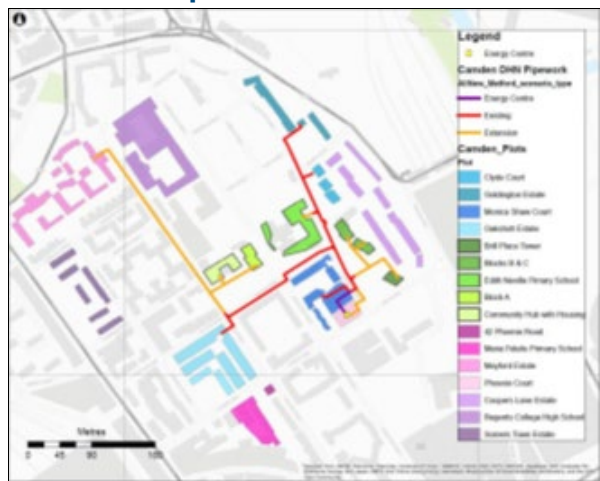 Legend
Energy Centre
Camden DHN Pipework
Energy Centre
Existing
Extension
Camden_Plots
Plot
Clyde Court
Goldington Estate
Monica Shaw Court
Oakshott Estate
Brill Place Tower
Blocks B & C
Edith Neville Primary School
Block A
Community Hub with Housing
42 Phoenix Road
Maria Fidelis Primary School
Mayford Estate
Phoenix Court
Coopers Lane Estate
Regents College High School
Somers Town Estate
Metres
0 45 90 180